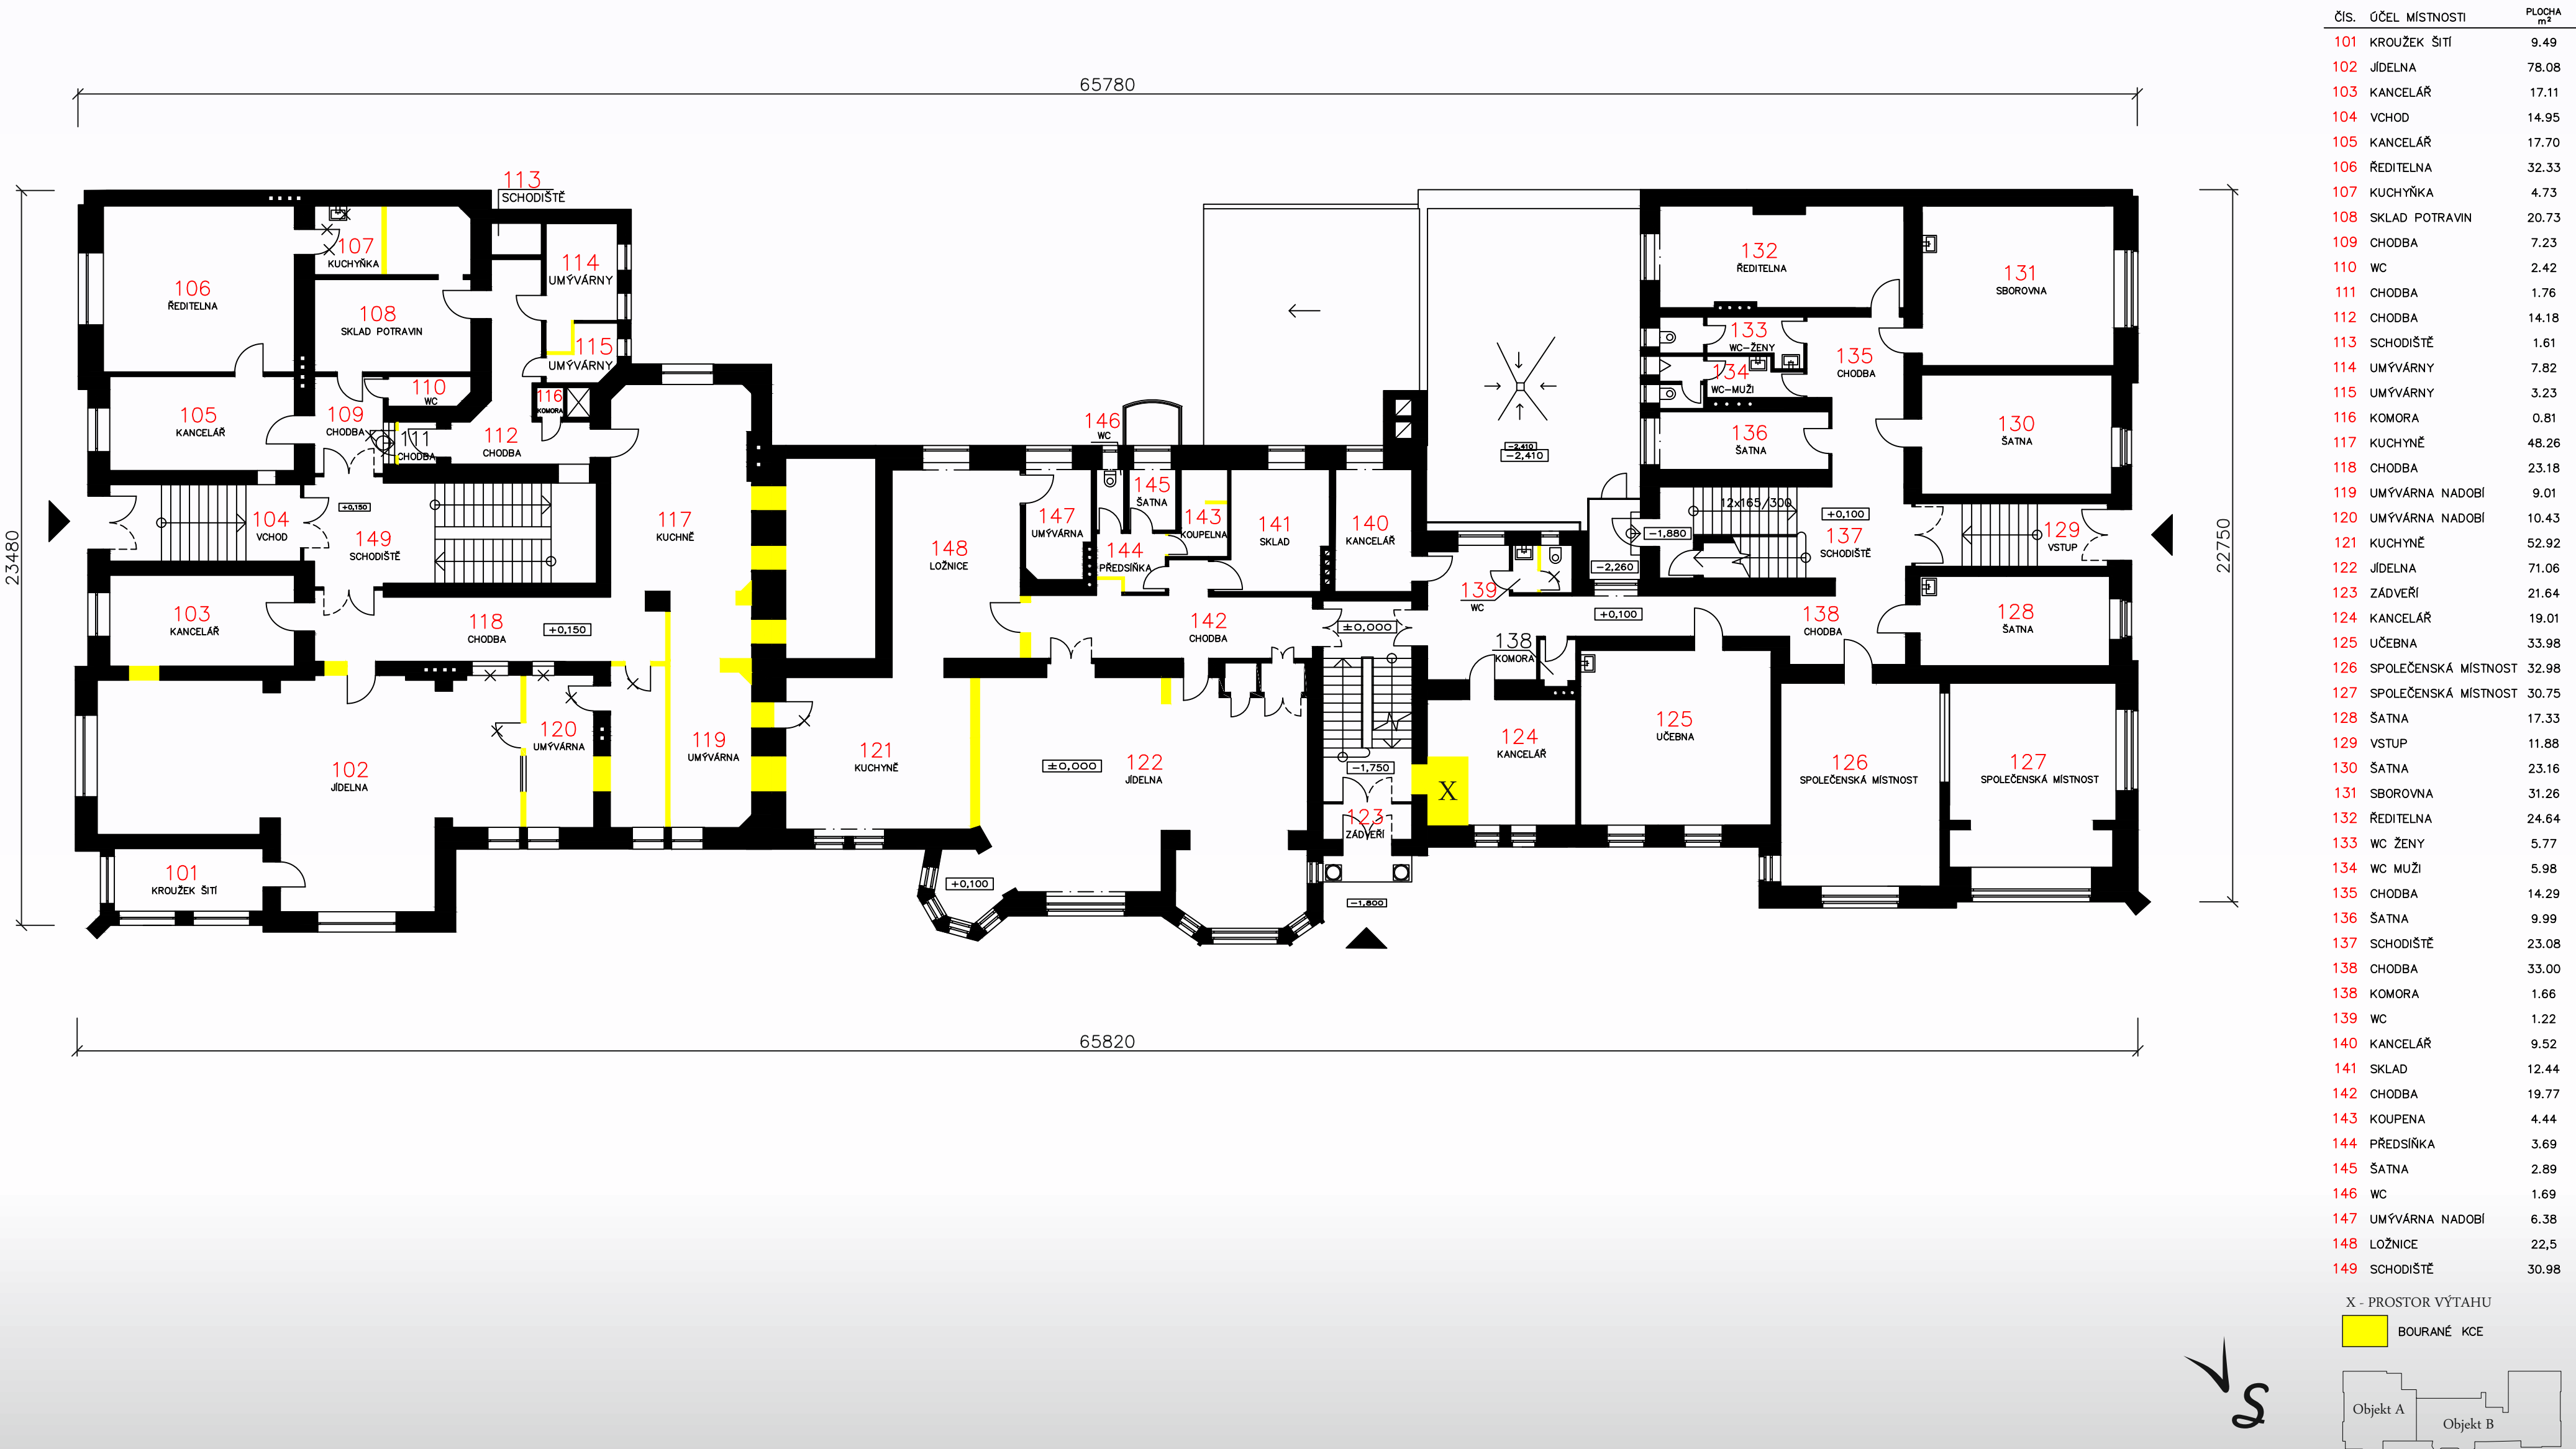 65780
113
SCHODIŠTĚ
107
KUCHYŇKA
106
ŘEDITELNA
114
UMÝVÁRNY
108
SKLAD POTRAVIN
115
UMÝVÁRNY
110
WC
116
KOMORA
105
KANCELÁŘ
109
CHODBA
111
CHODBA
112
CHODBA
+0,150
104
VCHOD
149
SCHODIŠTĚ
117
KUCHNĚ
103
KANCELÁŘ
118
CHODBA
+0,150
23480
102
JÍDELNA
120
UMÝVÁRNA
119
UMÝVÁRNA
101
KROUŽEK ŠITÍ
146
WC
145
ŠATNA
147
UMÝVÁRNA
143
KOUPELNA
144
PŘEDSÍŇKA
141
SKLAD
140
KANCELÁŘ
148
LOŽNICE
142
CHODBA
±0,000
121
KUCHYNĚ
±0,000
122
JÍDELNA
+0,100
-1,750
123
ZÁDVEŘÍ
-1,800
-2,410
-2,410
132
ŘEDITELNA
131
SBOROVNA
133
WC-ŽENY
134
WC-MUŽI
135
CHODBA
136
ŠATNA
130
ŠATNA
12x165/300
+0,100
-1,880
-2,260
137
SCHODIŠTĚ
129
VSTUP
139
WC
+0,100
138
CHODBA
128
ŠATNA
138
KOMORA
22750
X
124
KANCELÁŘ
125
UČEBNA
126
SPOLEČENSKÁ MÍSTNOST
127
SPOLEČENSKÁ MÍSTNOST
65820
ČÍS. ÚČEL MÍSTNOSTI PLOCHA m²
101 KROUŽEK ŠITÍ 9.49
102 JÍDELNA 78.08
103 KANCELÁŘ 17.11
104 VCHOD 14.95
105 KANCELÁŘ 17.70
106 ŘEDITELNA 32.33
107 KUCHYŇKA 4.73
108 SKLAD POTRAVIN 20.73
109 CHODBA 7.23
110 WC 2.42
111 CHODBA 1.76
112 CHODBA 14.18
113 SCHODIŠTĚ 1.61
114 UMÝVÁRNY 7.82
115 UMÝVÁRNY 3.23
116 KOMORA 0.81
117 KUCHYNĚ 48.26
118 CHODBA 23.18
119 UMÝVÁRNA NADOBÍ 9.01
120 UMÝVÁRNA NADOBÍ 10.43
121 KUCHYNĚ 52.92
122 JÍDELNA 71.06
123 ZÁDVEŘÍ 21.64
124 KANCELÁŘ 19.01
125 UČEBNA 33.98
126 SPOLEČENSKÁ MÍSTNOST 32.98
127 SPOLEČENSKÁ MÍSTNOST 30.75
128 ŠATNA 17.33
129 VSTUP 11.88
130 ŠATNA 23.16
131 SBOROVNA 31.26
132 ŘEDITELNA 24.64
133 WC ŽENY 5.77
134 WC MUŽI 5.98
135 CHODBA 14.29
136 ŠATNA 9.99
137 SCHODIŠTĚ 23.08
138 CHODBA 33.00
138 KOMORA 1.66
139 WC 1.22
140 KANCELÁŘ 9.52
141 SKLAD 12.44
142 CHODBA 19.77
143 KOUPENA 4.44
144 PŘEDSÍŇKA 3.69
145 ŠATNA 2.89
146 WC 1.69
147 UMÝVÁRNA NADOBÍ 6.38
148 LOŽNICE 22,5
149 SCHODIŠTĚ 30.98
X - PROSTOR VÝTAHU
BOURANÉ KCE
S
Objekt A
Objekt B